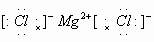 [:Cl ×]⁻ Mg²⁺[× Cl:]⁻